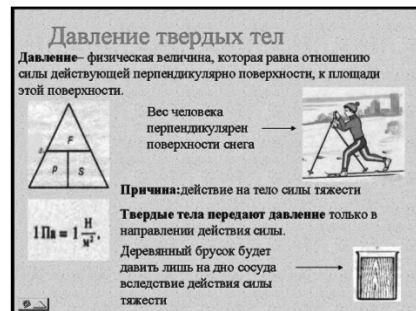 Давление твердых тел
Давление– физическая величина, которая равна отношению
силы действующей перпендикулярно поверхности, к площади
этой поверхности.
F
p S
Вес человека
перпендикулярен
поверхности снега
Причина:действие на тело силы тяжести
1 Па = 1 Н/м².
Твердые тела передают давление только в
направлении действия силы.
Деревянный брусок будет
давить лишь на дно сосуда
вследствие действия силы
тяжести